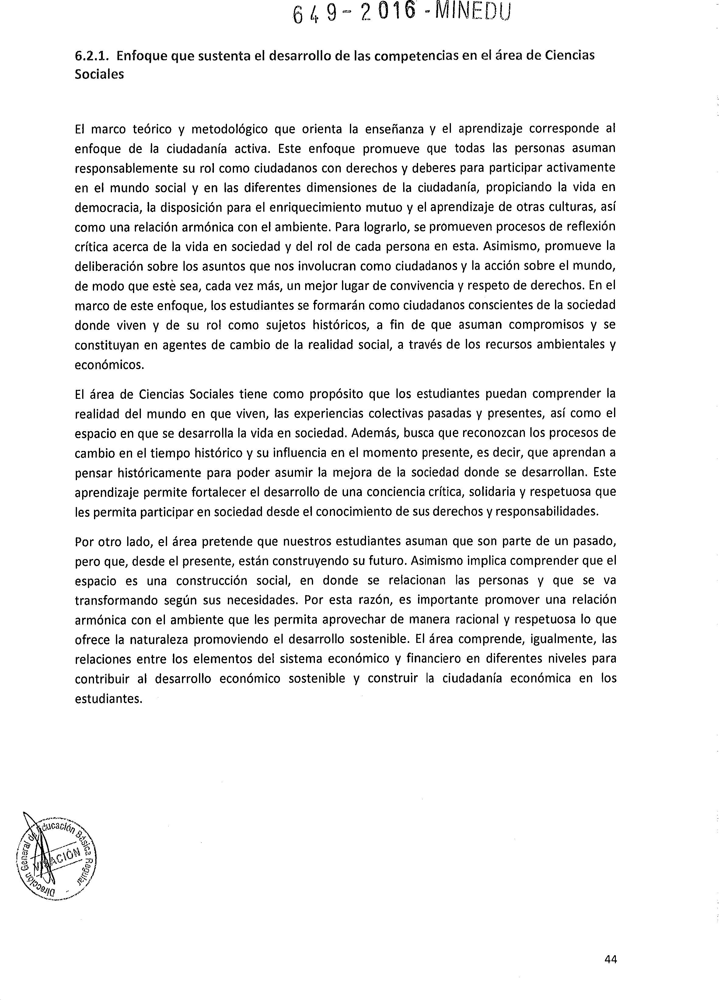 649-2016-MINEDU
6.2.1. Enfoque que sustenta el desarrollo de las competencias en el área de Ciencias
Sociales
El marco teórico y metodológico que orienta la enseñanza y el aprendizaje corresponde al
enfoque de la ciudadanía activa. Este enfoque promueve que todas las personas asuman
responsablemente su rol como ciudadanos con derechos y deberes para participar activamente
en el mundo social y en las diferentes dimensiones de la ciudadanía, propiciando la vida en
democracia, la disposición para el enriquecimiento mutuo y el aprendizaje de otras culturas, así
como una relación armónica con el ambiente. Para lograrlo, se promueven procesos de reflexión
crítica acerca de la vida en sociedad y del rol de cada persona en esta. Asimismo, promueve la
deliberación sobre los asuntos que nos involucran como ciudadanos y la acción sobre el mundo,
de modo que estè sea, cada vez más, un mejor lugar de convivencia y respeto de derechos. En el
marco de este enfoque, los estudiantes se formarán como ciudadanos conscientes de la sociedad
donde viven y de su rol como sujetos históricos, a fin de que asuman compromisos y se
constituyan en agentes de cambio de la realidad social, a través de los recursos ambientales y
económicos.
El área de Ciencias Sociales tiene como propósito que los estudiantes puedan comprender la
realidad del mundo en que viven, las experiencias colectivas pasadas y presentes, así como el
espacio en que se desarrolla la vida en sociedad. Además, busca que reconozcan los procesos de
cambio en el tiempo histórico y su influencia en el momento presente, es decir, que aprendan a
pensar históricamente para poder asumir la mejora de la sociedad donde se desarrollan. Este
aprendizaje permite fortalecer el desarrollo de una conciencia crítica, solidaria y respetuosa que
les permita participar en sociedad desde el conocimiento de sus derechos y responsabilidades.
Por otro lado, el área pretende que nuestros estudiantes asuman que son parte de un pasado,
pero que, desde el presente, están construyendo su futuro. Asimismo implica comprender que el
espacio es una construcción social, en donde se relacionan las personas y que se va
transformando según sus necesidades. Por esta razón, es importante promover una relación
armónica con el ambiente que les permita aprovechar de manera racional y respetuosa lo que
ofrece la naturaleza promoviendo el desarrollo sostenible. El área comprende, igualmente, las
relaciones entre los elementos del sistema económico y financiero en diferentes niveles para
contribuir al desarrollo económico sostenible y construir la ciudadanía económica en los
estudiantes.
Dirección General de Educación Básica Regular
VISACIÓN
44